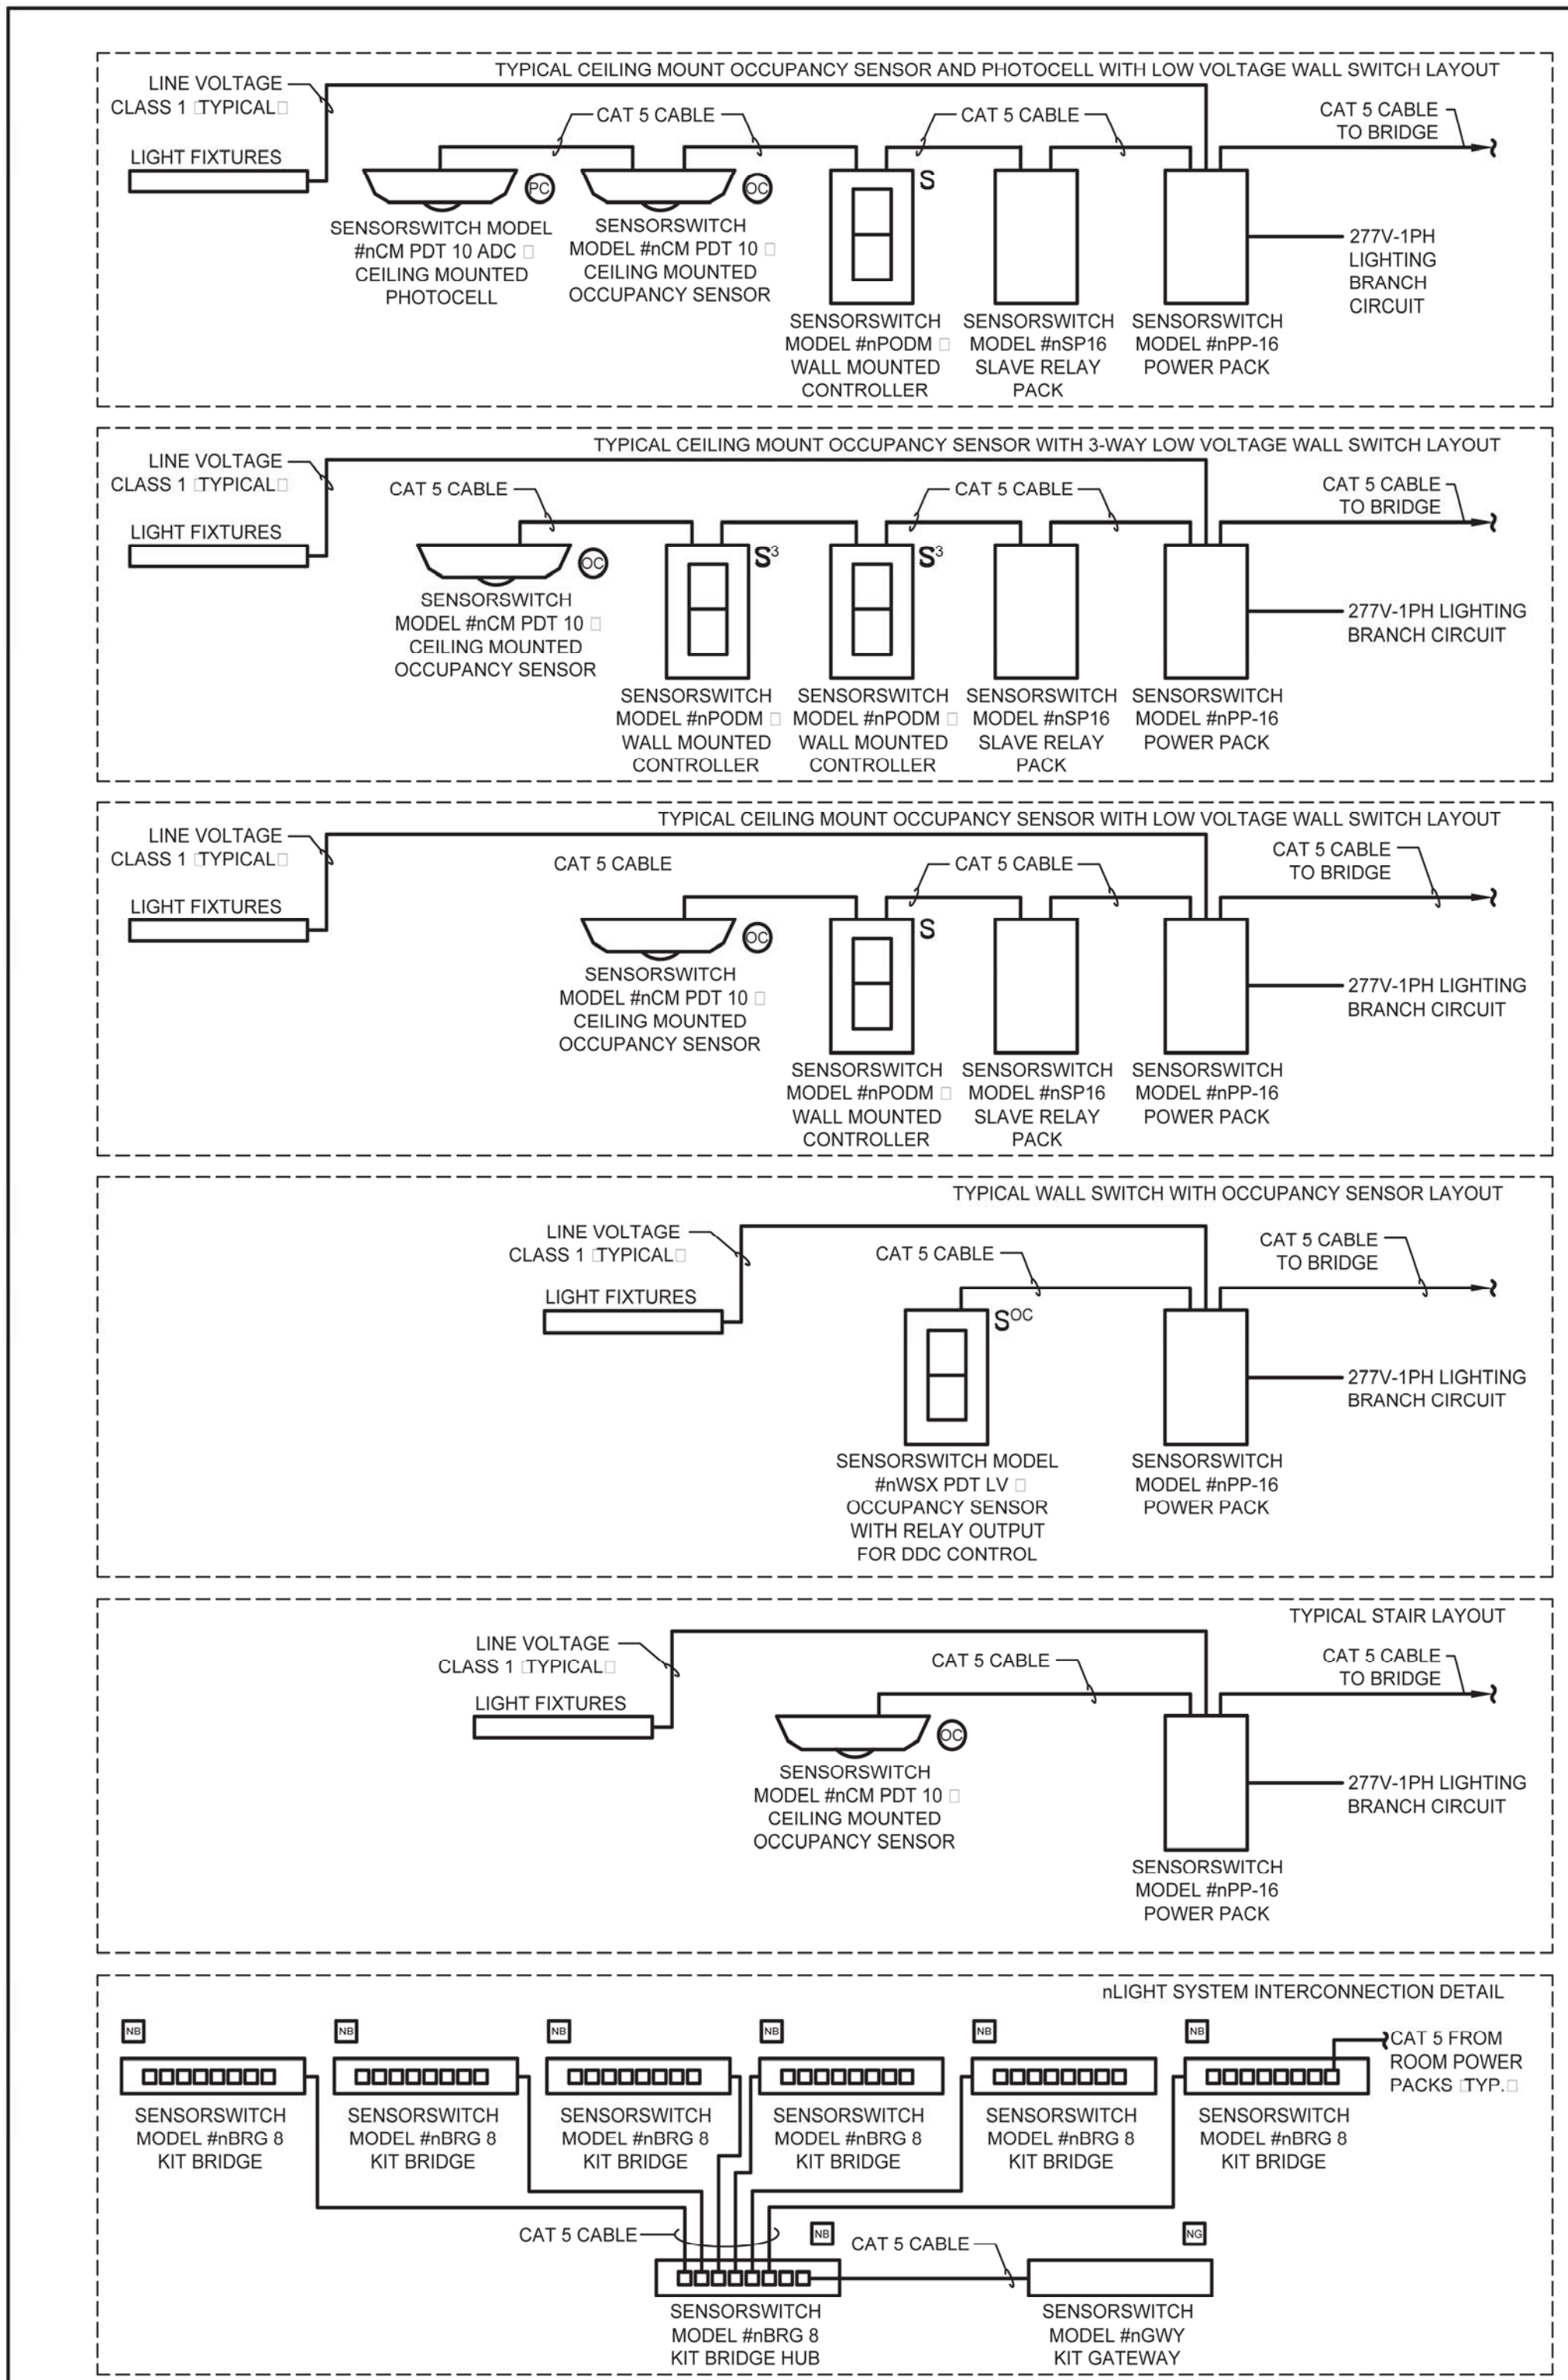 TYPICAL CEILING MOUNT OCCUPANCY SENSOR AND PHOTOCELL WITH LOW VOLTAGE WALL SWITCH LAYOUT
LINE VOLTAGE
CLASS 1 □TYPICAL□
LIGHT FIXTURES
CAT 5 CABLE
CAT 5 CABLE
CAT 5 CABLE
TO BRIDGE
PC
SENSORSWITCH MODEL
#nCM PDT 10 ADC □
CEILING MOUNTED
PHOTOCELL
OC
SENSORSWITCH
MODEL #nCM PDT 10 □
CEILING MOUNTED
OCCUPANCY SENSOR
S
SENSORSWITCH
MODEL #nPODM □
WALL MOUNTED
CONTROLLER
SENSORSWITCH
MODEL #nSP16
SLAVE RELAY
PACK
SENSORSWITCH
MODEL #nPP-16
POWER PACK
277V-1PH
LIGHTING
BRANCH
CIRCUIT
TYPICAL CEILING MOUNT OCCUPANCY SENSOR WITH 3-WAY LOW VOLTAGE WALL SWITCH LAYOUT
LINE VOLTAGE
CLASS 1 □TYPICAL□
LIGHT FIXTURES
CAT 5 CABLE
CAT 5 CABLE
CAT 5 CABLE
TO BRIDGE
OC
SENSORSWITCH
MODEL #nCM PDT 10 □
CEILING MOUNTED
OCCUPANCY SENSOR
S3
SENSORSWITCH
MODEL #nPODM □
WALL MOUNTED
CONTROLLER
S3
SENSORSWITCH
MODEL #nPODM □
WALL MOUNTED
CONTROLLER
SENSORSWITCH
MODEL #nSP16
SLAVE RELAY
PACK
SENSORSWITCH
MODEL #nPP-16
POWER PACK
277V-1PH LIGHTING
BRANCH CIRCUIT
TYPICAL CEILING MOUNT OCCUPANCY SENSOR WITH LOW VOLTAGE WALL SWITCH LAYOUT
LINE VOLTAGE
CLASS 1 □TYPICAL□
LIGHT FIXTURES
CAT 5 CABLE
CAT 5 CABLE
CAT 5 CABLE
TO BRIDGE
OC
SENSORSWITCH
MODEL #nCM PDT 10 □
CEILING MOUNTED
OCCUPANCY SENSOR
S
SENSORSWITCH
MODEL #nPODM □
WALL MOUNTED
CONTROLLER
SENSORSWITCH
MODEL #nSP16
SLAVE RELAY
PACK
SENSORSWITCH
MODEL #nPP-16
POWER PACK
277V-1PH LIGHTING
BRANCH CIRCUIT
TYPICAL WALL SWITCH WITH OCCUPANCY SENSOR LAYOUT
LINE VOLTAGE
CLASS 1 □TYPICAL□
LIGHT FIXTURES
CAT 5 CABLE
CAT 5 CABLE
TO BRIDGE
SOC
SENSORSWITCH MODEL
#nWSX PDT LV □
OCCUPANCY SENSOR
WITH RELAY OUTPUT
FOR DDC CONTROL
SENSORSWITCH
MODEL #nPP-16
POWER PACK
277V-1PH LIGHTING
BRANCH CIRCUIT
TYPICAL STAIR LAYOUT
LINE VOLTAGE
CLASS 1 □TYPICAL□
LIGHT FIXTURES
CAT 5 CABLE
CAT 5 CABLE
TO BRIDGE
OC
SENSORSWITCH
MODEL #nCM PDT 10 □
CEILING MOUNTED
OCCUPANCY SENSOR
SENSORSWITCH
MODEL #nPP-16
POWER PACK
277V-1PH LIGHTING
BRANCH CIRCUIT
nLIGHT SYSTEM INTERCONNECTION DETAIL
NB
SENSORSWITCH
MODEL #nBRG 8
KIT BRIDGE
NB
SENSORSWITCH
MODEL #nBRG 8
KIT BRIDGE
NB
SENSORSWITCH
MODEL #nBRG 8
KIT BRIDGE
NB
SENSORSWITCH
MODEL #nBRG 8
KIT BRIDGE
NB
SENSORSWITCH
MODEL #nBRG 8
KIT BRIDGE
NB
SENSORSWITCH
MODEL #nBRG 8
KIT BRIDGE
CAT 5 FROM
ROOM POWER
PACKS □TYP.□
CAT 5 CABLE
NB
SENSORSWITCH
MODEL #nBRG 8
KIT BRIDGE HUB
CAT 5 CABLE
NG
SENSORSWITCH
MODEL #nGWY
KIT GATEWAY